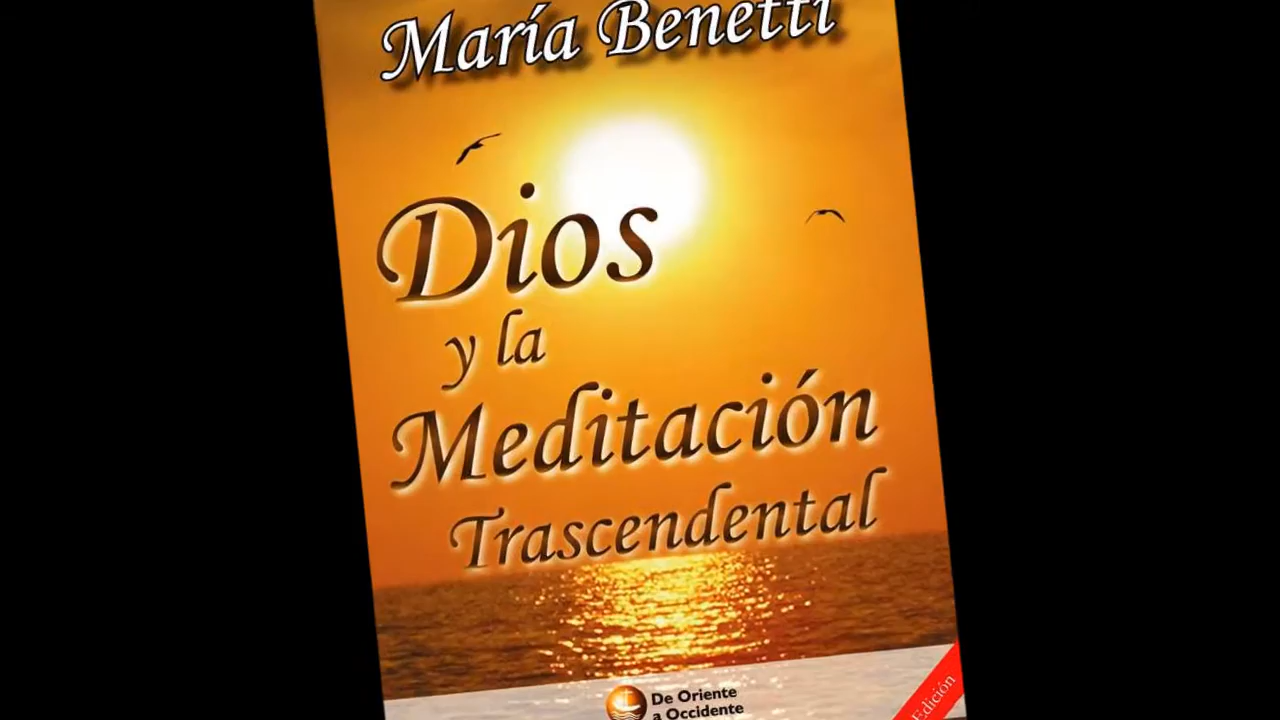 María Benetti
Dios
y la
Meditación
Trascendental
De Oriente
a Occidente
Edición